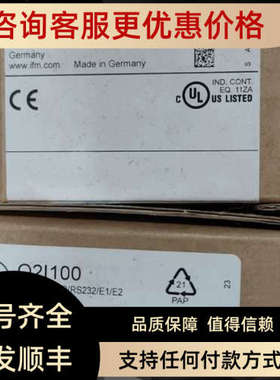 咨询客服更优惠价格
Germany
www.ifm.com
Made in Germany
C UL US LISTED
IND. CONT.
EQ. 11ZA
O2I100
/RS232/E1/E2
21
PAP
23
号齐全
发顺丰
品质保障 值得信赖
支持任何付款方式